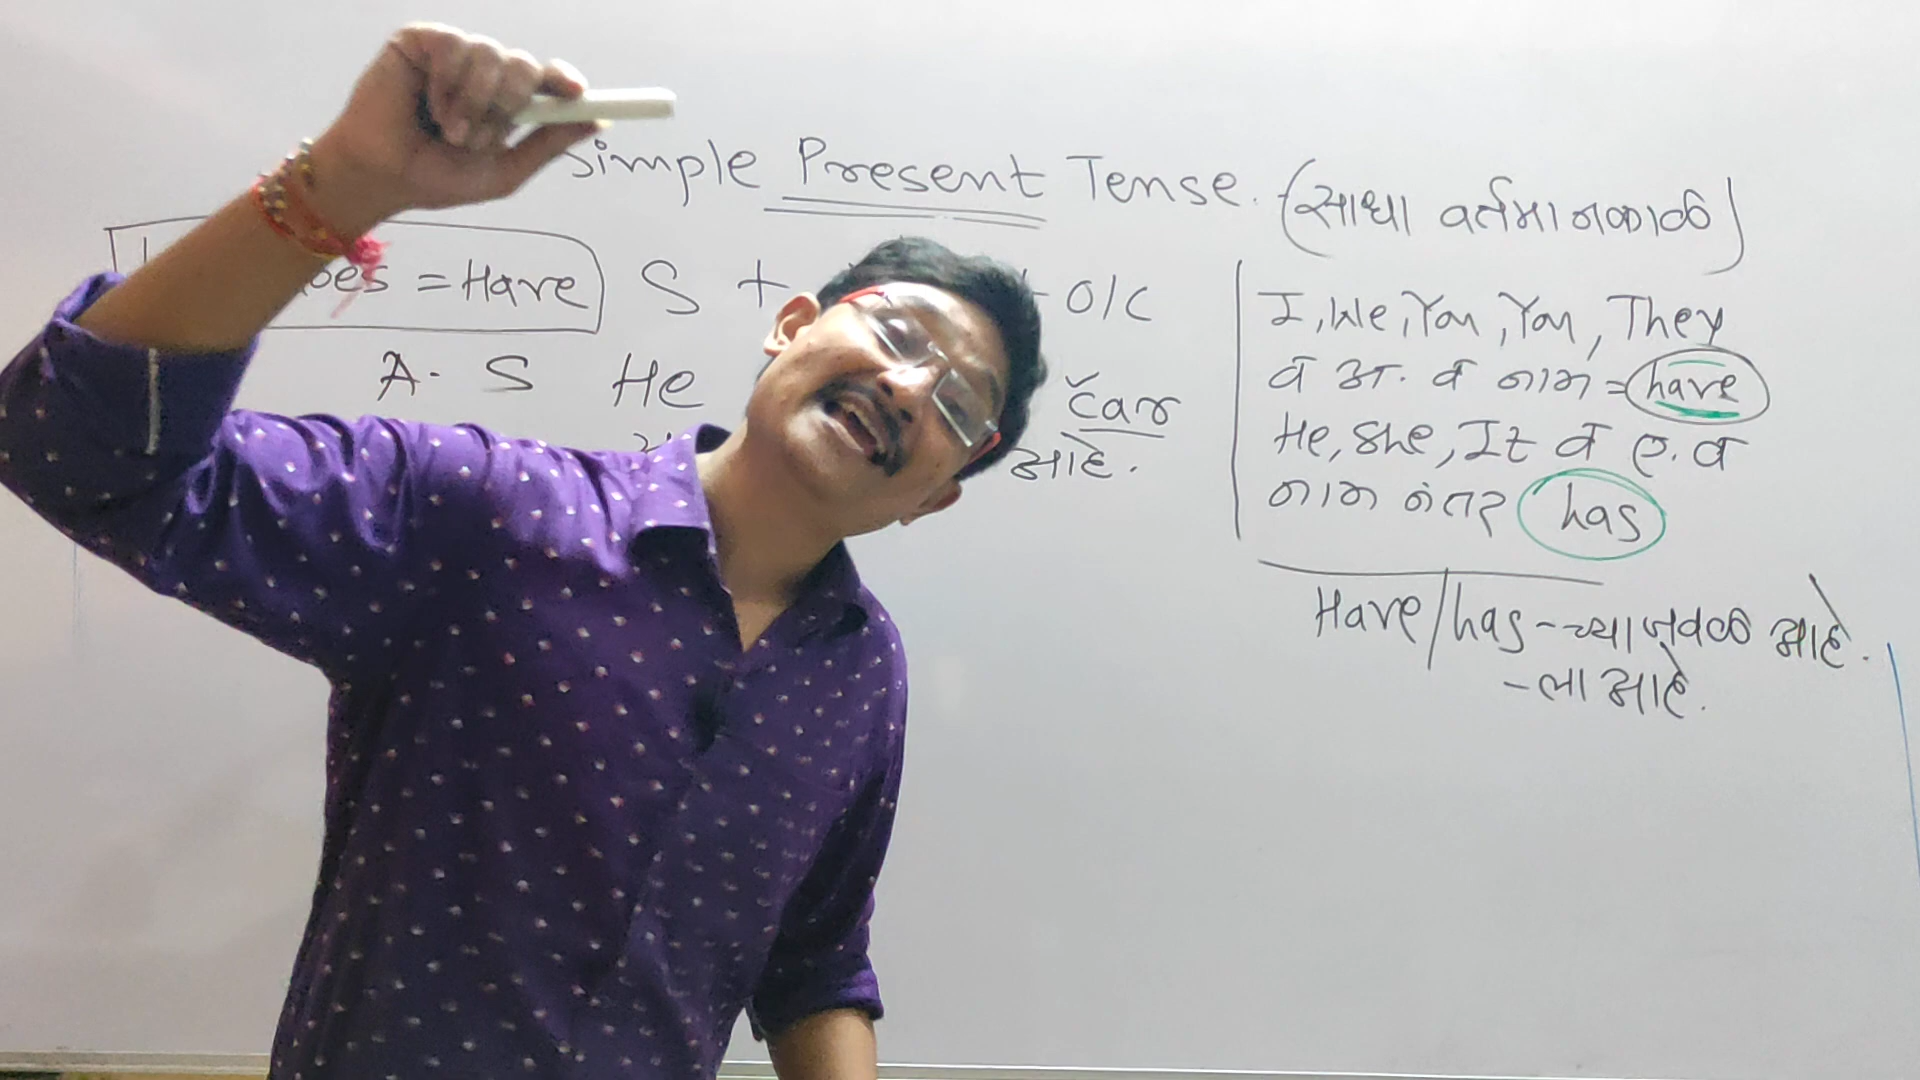 Simple Present Tense. (साधा वर्तमानकाळ)
oes = Have
S + + O/C
A. S He car
आहे.
I, We, You, You, They
व अ. व नाम = have
He, She, It व ए. व
नाम नंतर has
Have/has - च्या जवळ आहे.
- ला आहे.